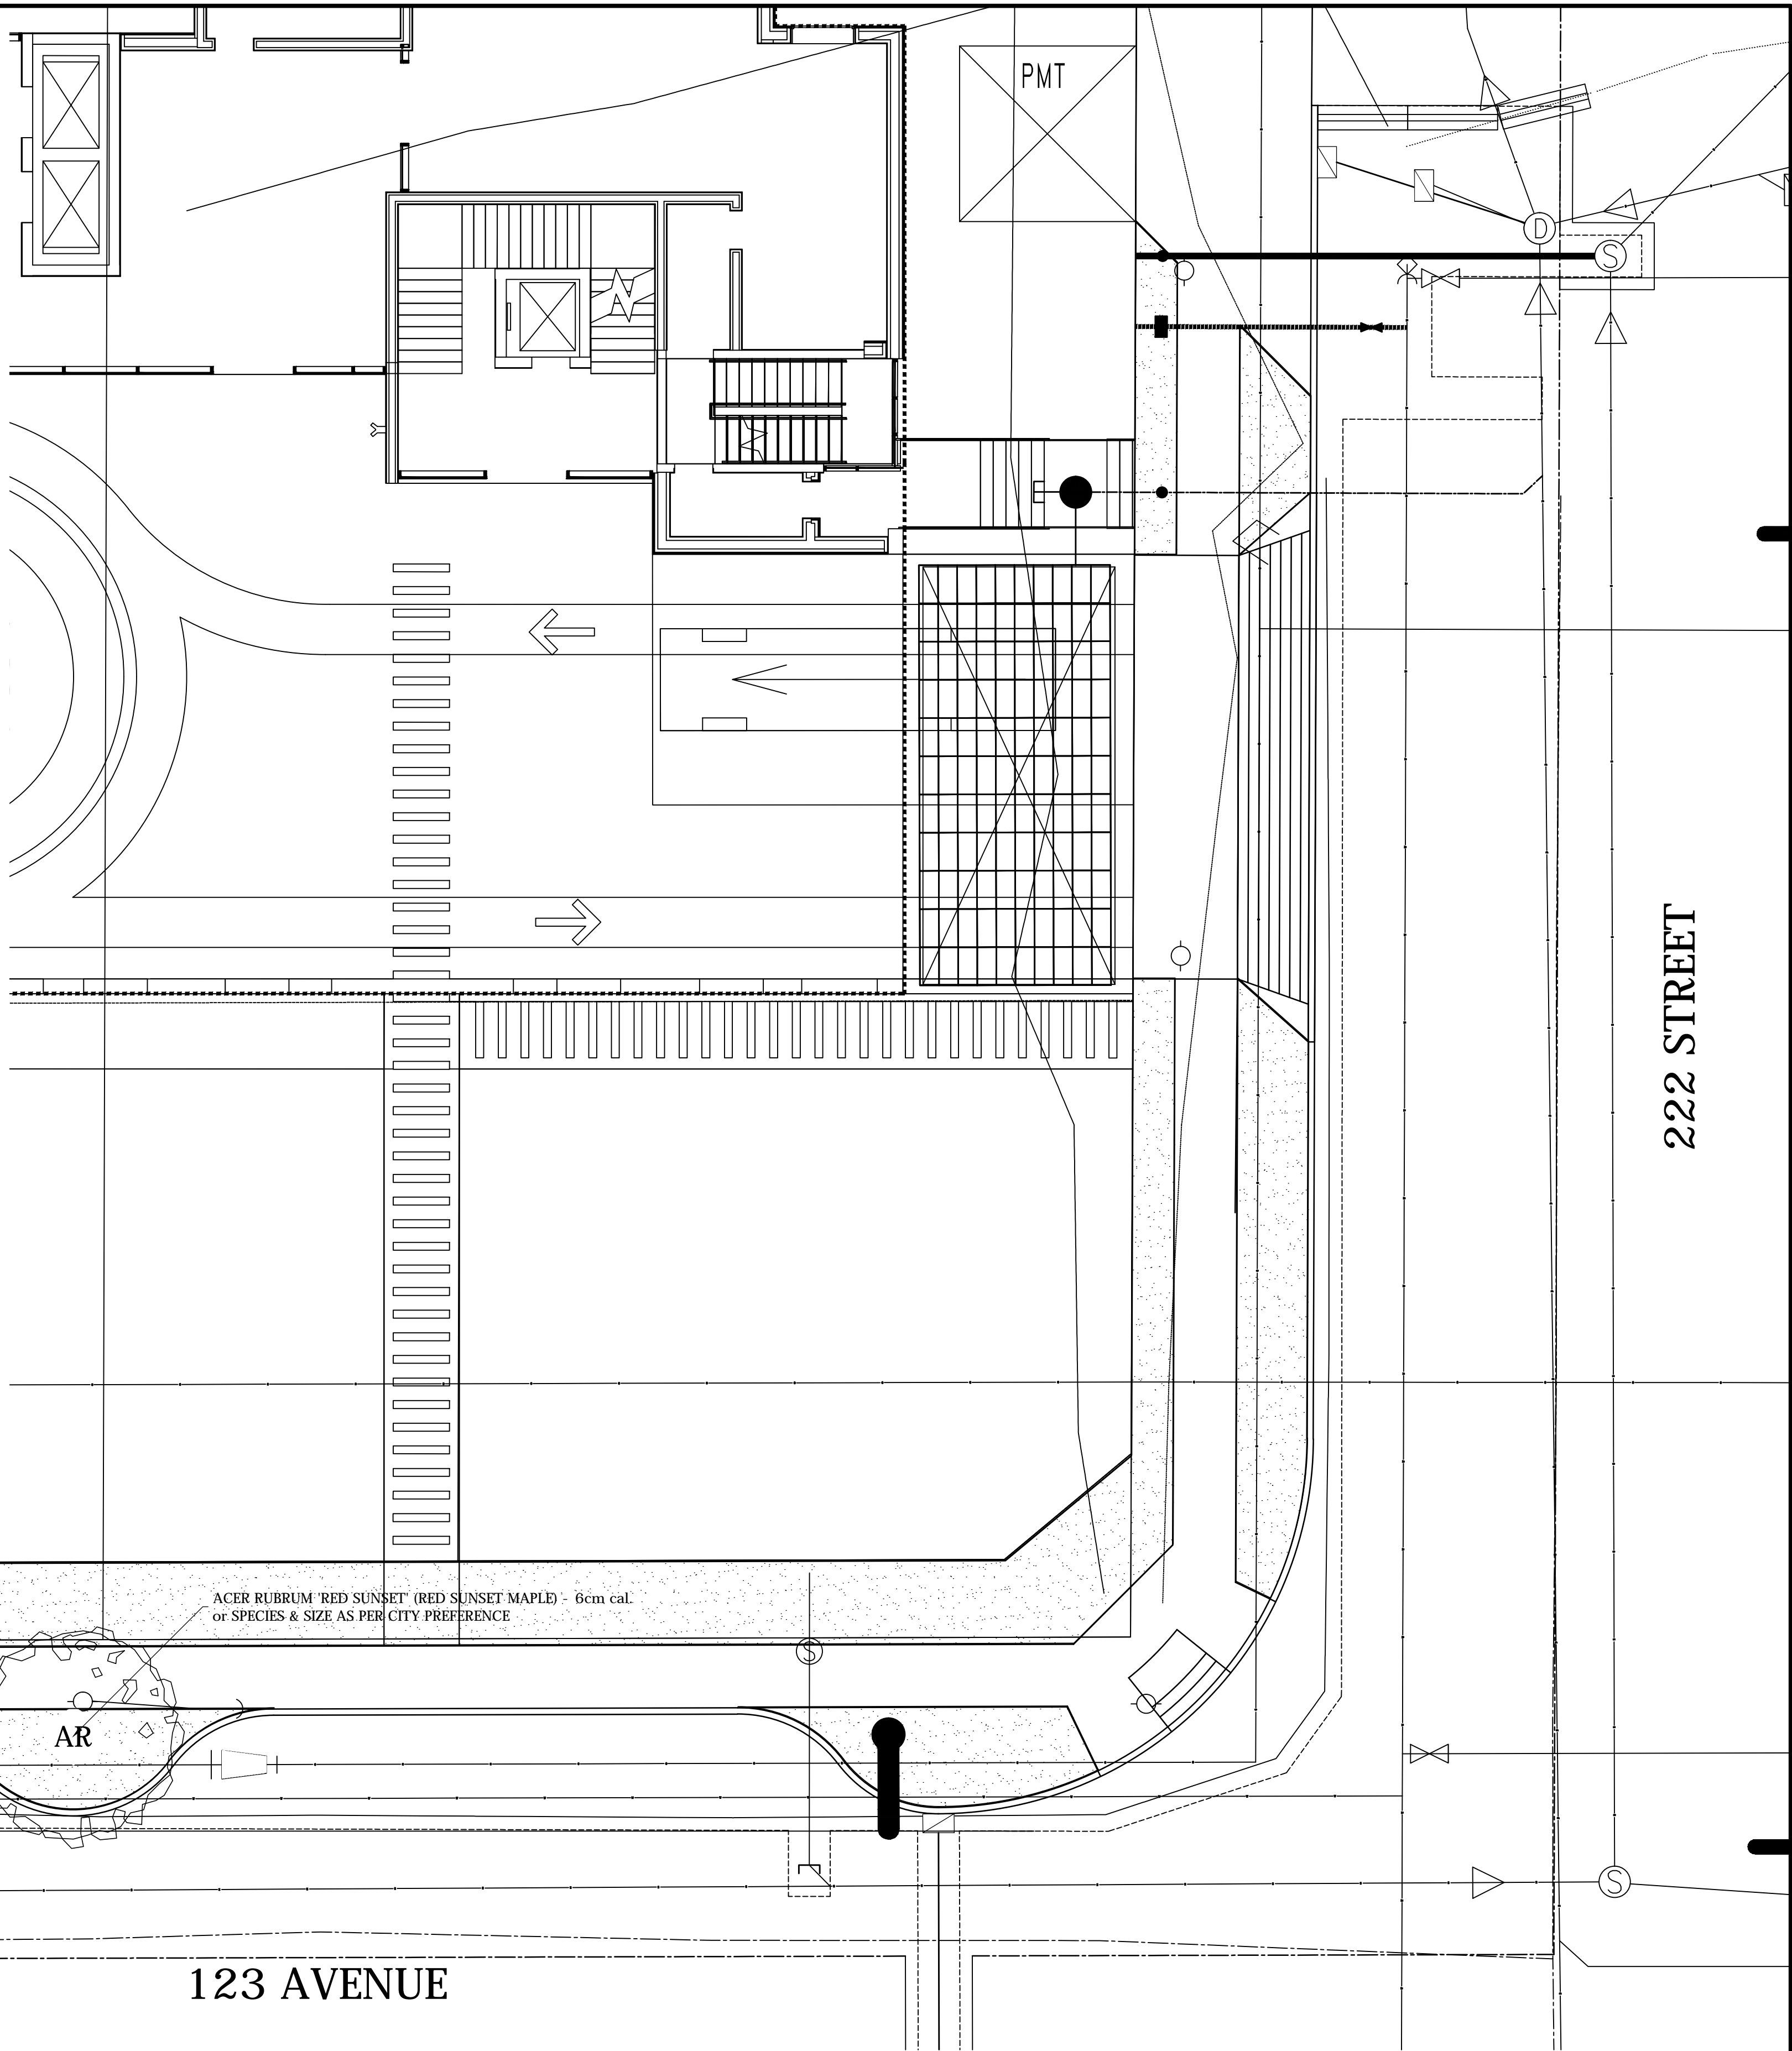 PMT
D
S
222 STREET
ACER RUBRUM 'RED SUNSET' (RED SUNSET MAPLE) - 6cm cal.
or SPECIES & SIZE AS PER CITY PREFERENCE
S
AR
S
123 AVENUE